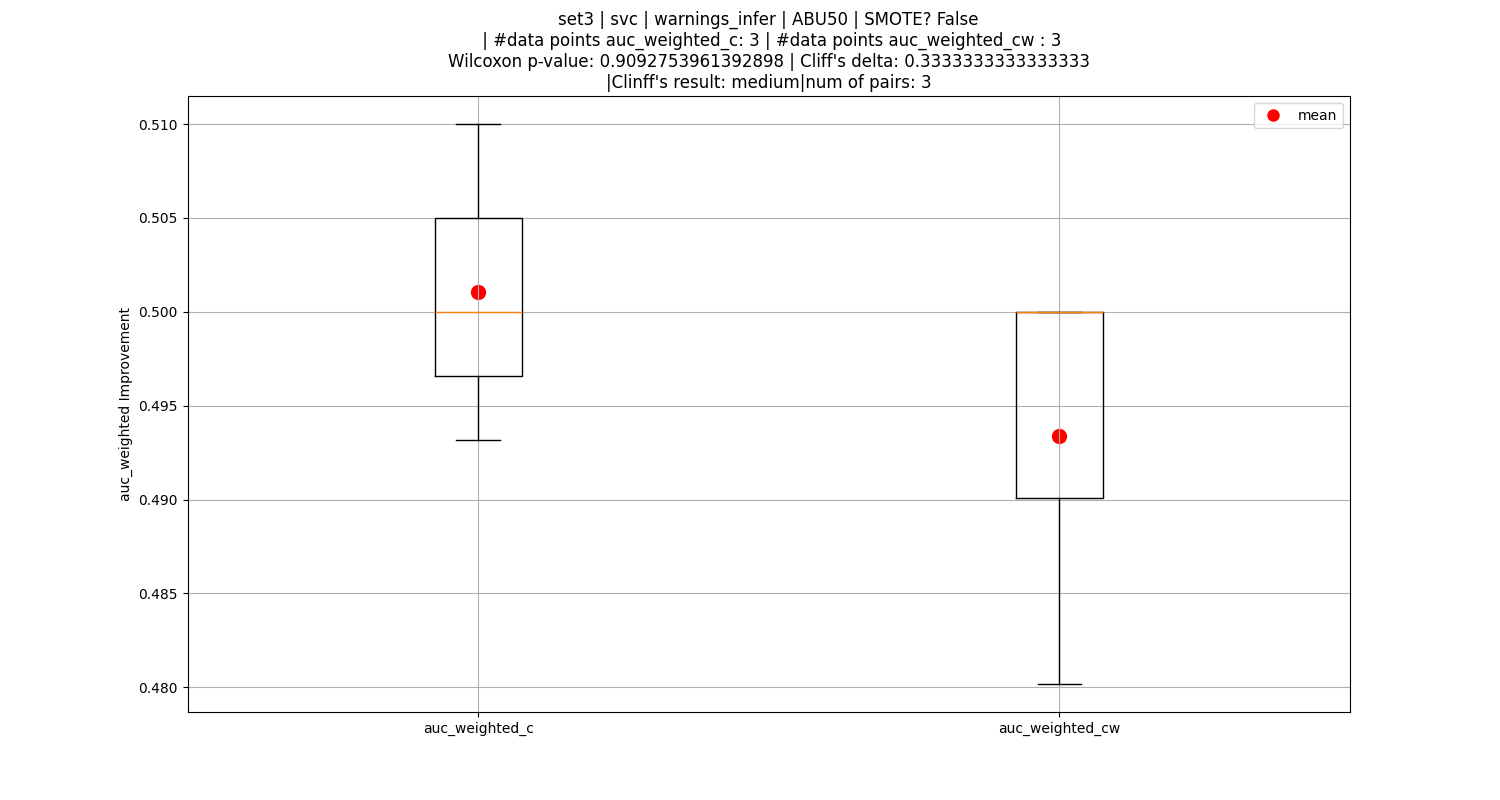 set3 | svc | warnings_infer | ABU50 | SMOTE? False
| #data points auc_weighted_c: 3 | #data points auc_weighted_cw : 3
Wilcoxon p-value: 0.9092753961392898 | Cliff's delta: 0.3333333333333333
|Clinff's result: medium|num of pairs: 3
mean
auc_weighted Improvement
0.510
0.505
0.500
0.495
0.490
0.485
0.480
auc_weighted_c
auc_weighted_cw